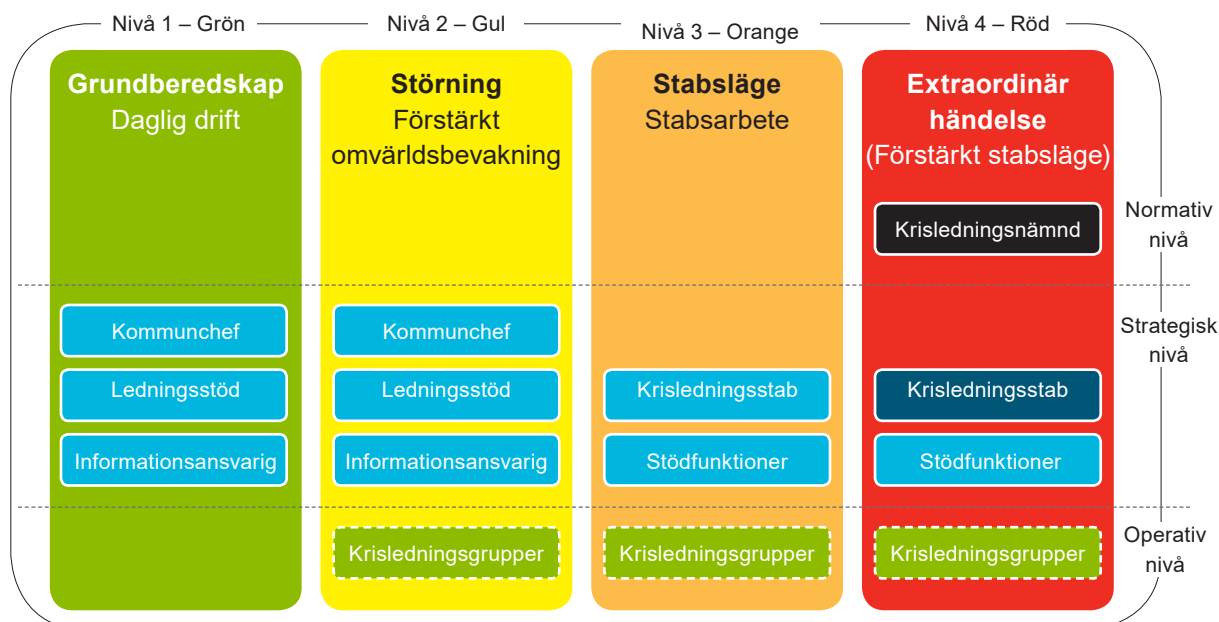 Nivå 1 – Grön
Nivå 2 – Gul
Nivå 3 – Orange
Nivå 4 – Röd
Grundberedskap
Daglig drift
Störning
Förstärkt
omvärldsbevakning
Stabsläge
Stabsarbete
Extraordinär
händelse
(Förstärkt stabsläge)
Krisledningsnämnd
Normativ
nivå
Kommunchef
Kommunchef
Strategisk
nivå
Ledningsstöd
Ledningsstöd
Krisledningsstab
Krisledningsstab
Informationsansvarig
Informationsansvarig
Stödfunktioner
Stödfunktioner
Krisledningsgrupper
Krisledningsgrupper
Krisledningsgrupper
Operativ
nivå